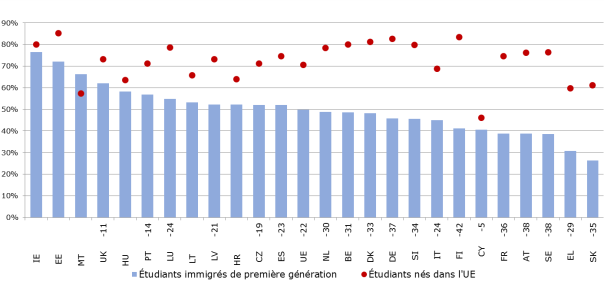 90%
80%
70%
60%
50%
40%
30%
20%
10%
0%
IE
EE
MT
UK -11
HU
PT -14
LU -24
LT
LV -21
HR
CZ -19
ES -23
UE -22
NL -30
BE -31
DK -33
DE -37
SI -34
IT -24
FI -42
CY -5
FR -36
AT -38
SE -38
EL -29
SK -35
Étudiants immigrés de première génération
Étudiants nés dans l'UE